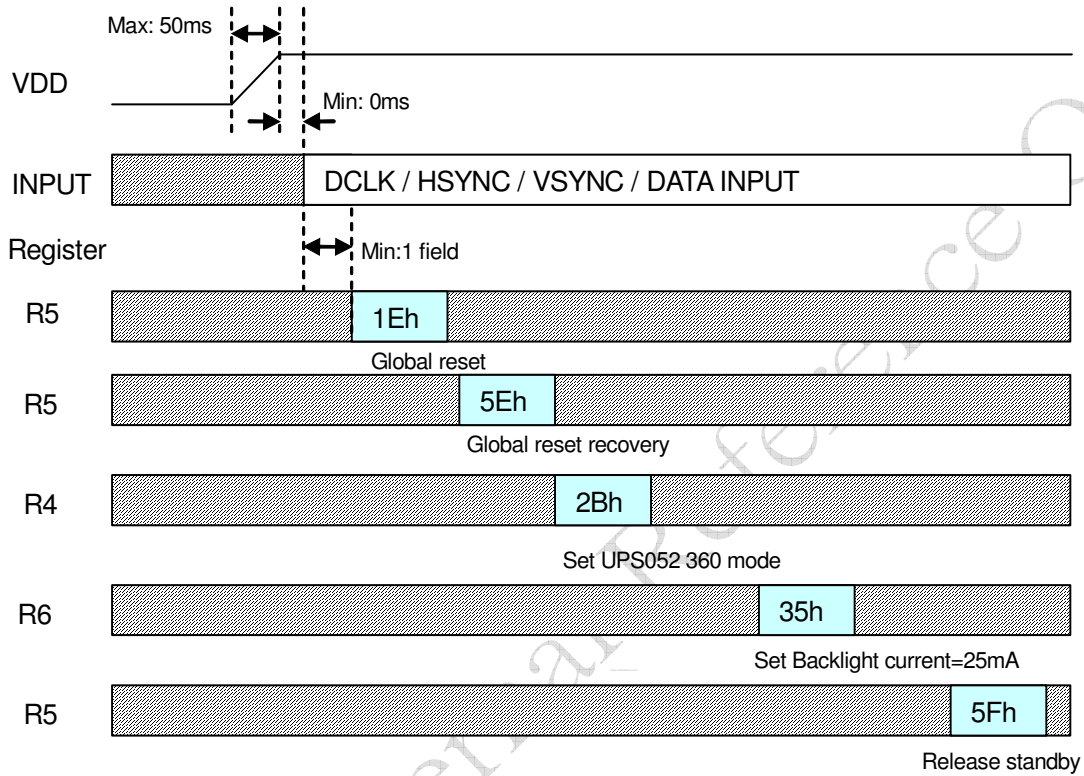 Max: 50ms
VDD
Min: 0ms
INPUT DCLK / HSYNC / VSYNC / DATA INPUT
Register Min:1 field
R5 1Eh
Global reset
R5 5Eh
Global reset recovery
R4 2Bh
Set UPS052 360 mode
R6 35h
Set Backlight current=25mA
R5 5Fh
Release standby